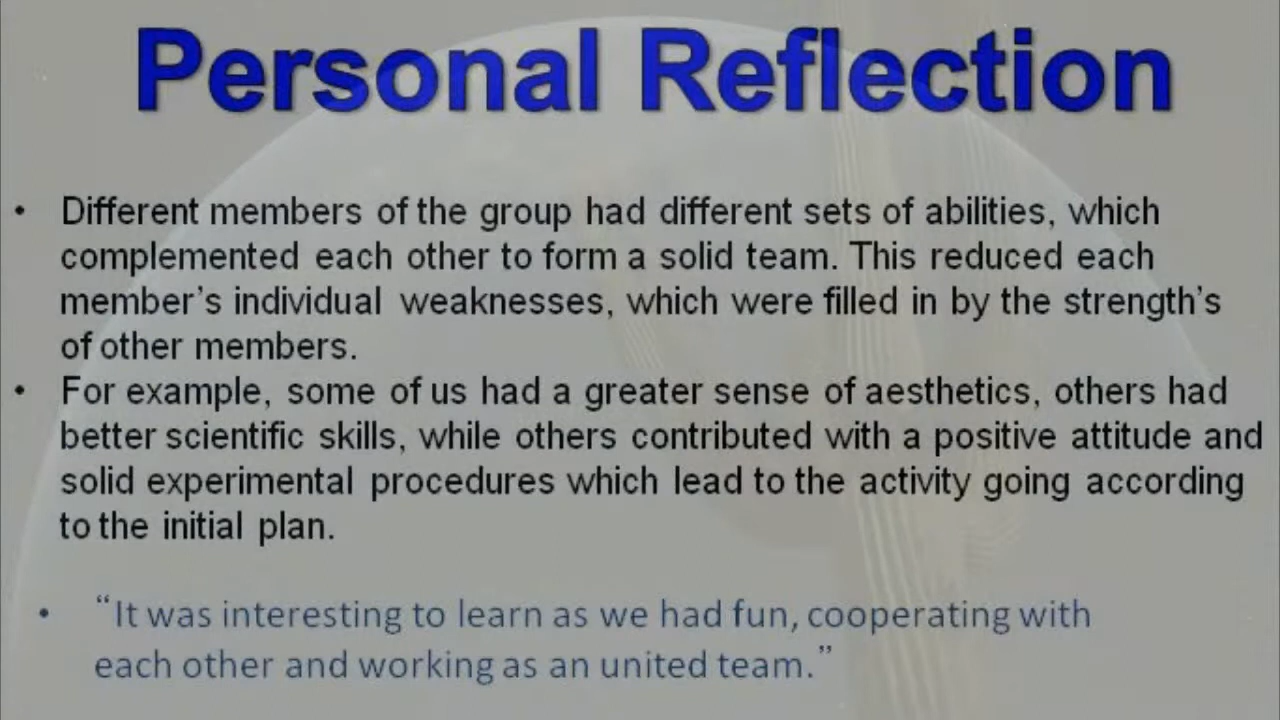 Personal Reflection
• Different members of the group had different sets of abilities, which
complemented each other to form a solid team. This reduced each
member’s individual weaknesses, which were filled in by the strength’s
of other members.
• For example, some of us had a greater sense of aesthetics, others had
better scientific skills, while others contributed with a positive attitude and
solid experimental procedures which lead to the activity going according
to the initial plan.
• “It was interesting to learn as we had fun, cooperating with
each other and working as an united team.”